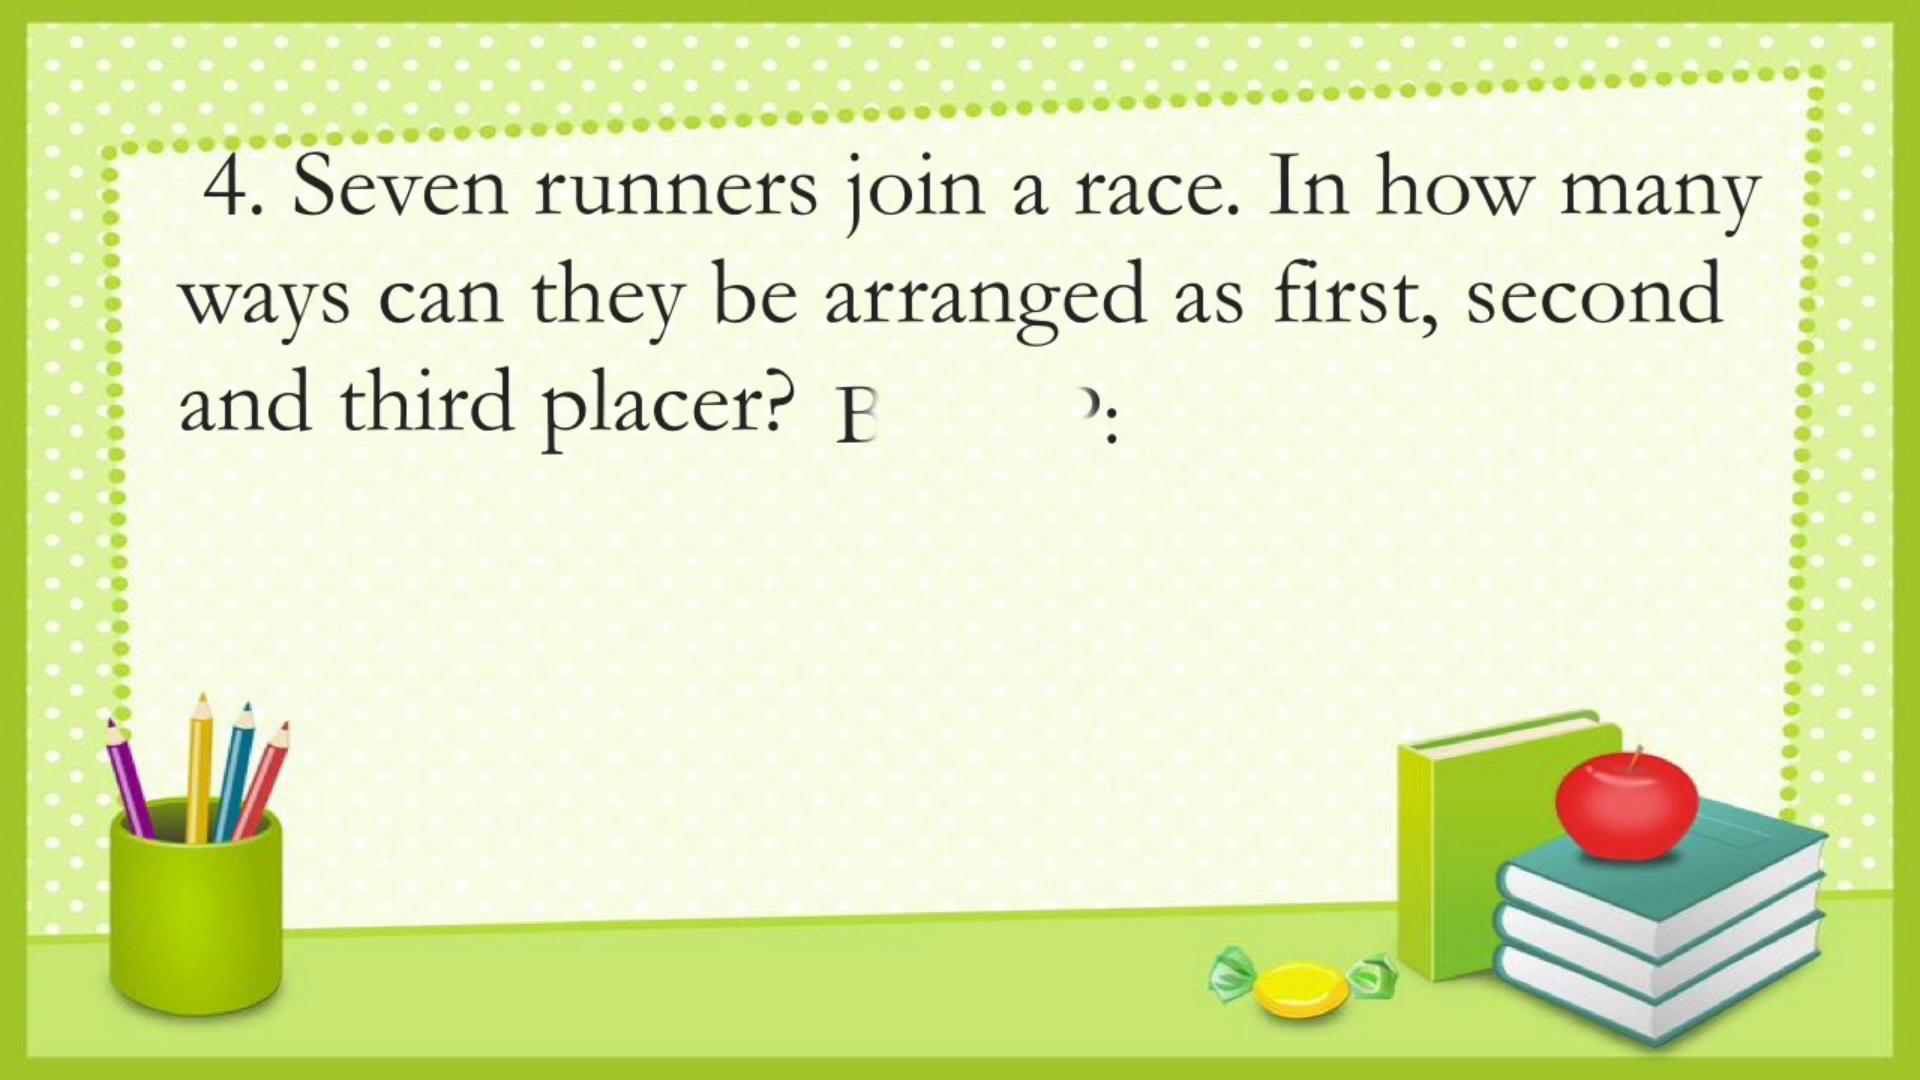 4. Seven runners join a race. In how many
ways can they be arranged as first, second
and third placer?